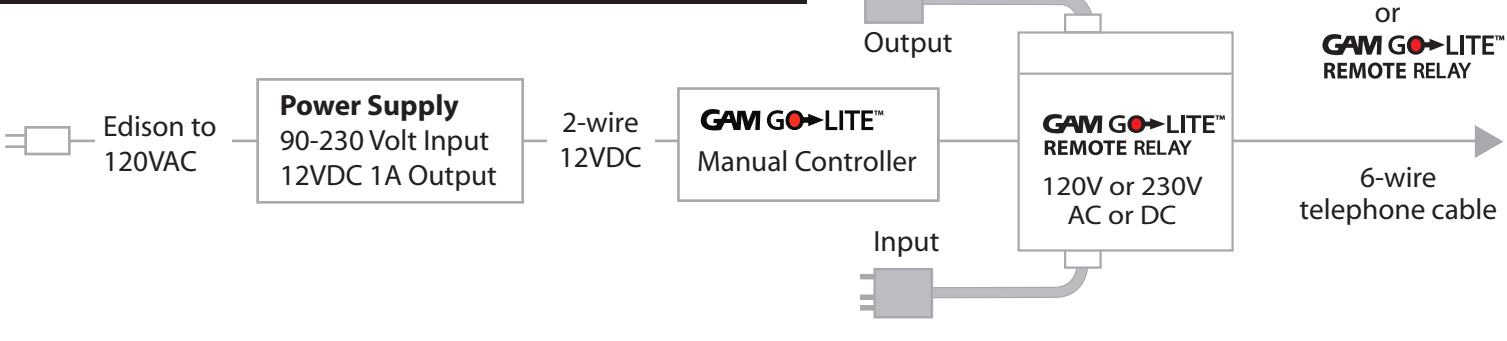 or
GAM GO LITE™
REMOTE RELAY
Output
Edison to
120VAC
Power Supply
90-230 Volt Input
12VDC 1A Output
2-wire
12VDC
GAM GO LITE™
Manual Controller
GAM GO LITE™
REMOTE RELAY
120V or 230V
AC or DC
6-wire
telephone cable
Input